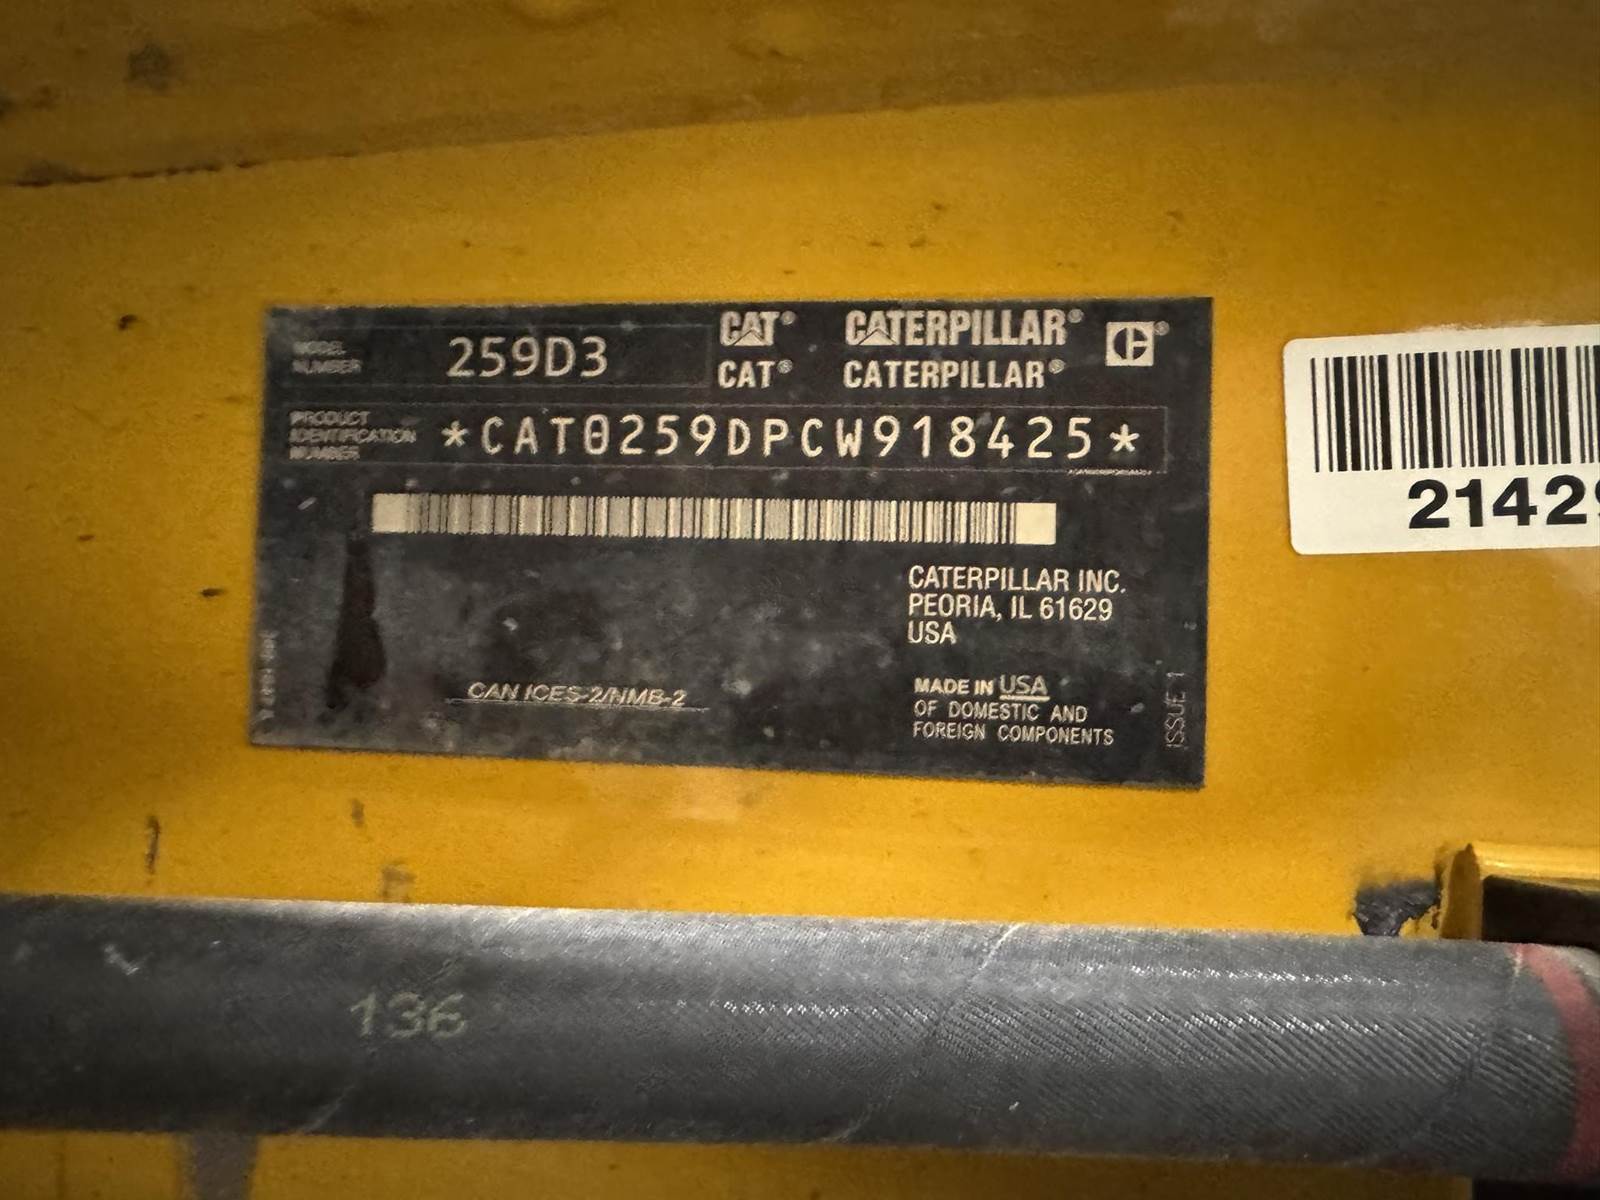 MODEL
NUMBER
259D3
CAT® CATERPILLAR®
CAT® CATERPILLAR®
PRODUCT
IDENTIFICATION
NUMBER
*CAT0259DPCW918425*
CATERPILLAR INC.
PEORIA, IL 61629
USA
CAN ICES-2/NMB-2
MADE IN USA
OF DOMESTIC AND
FOREIGN COMPONENTS
ISSUE 1
21429
136